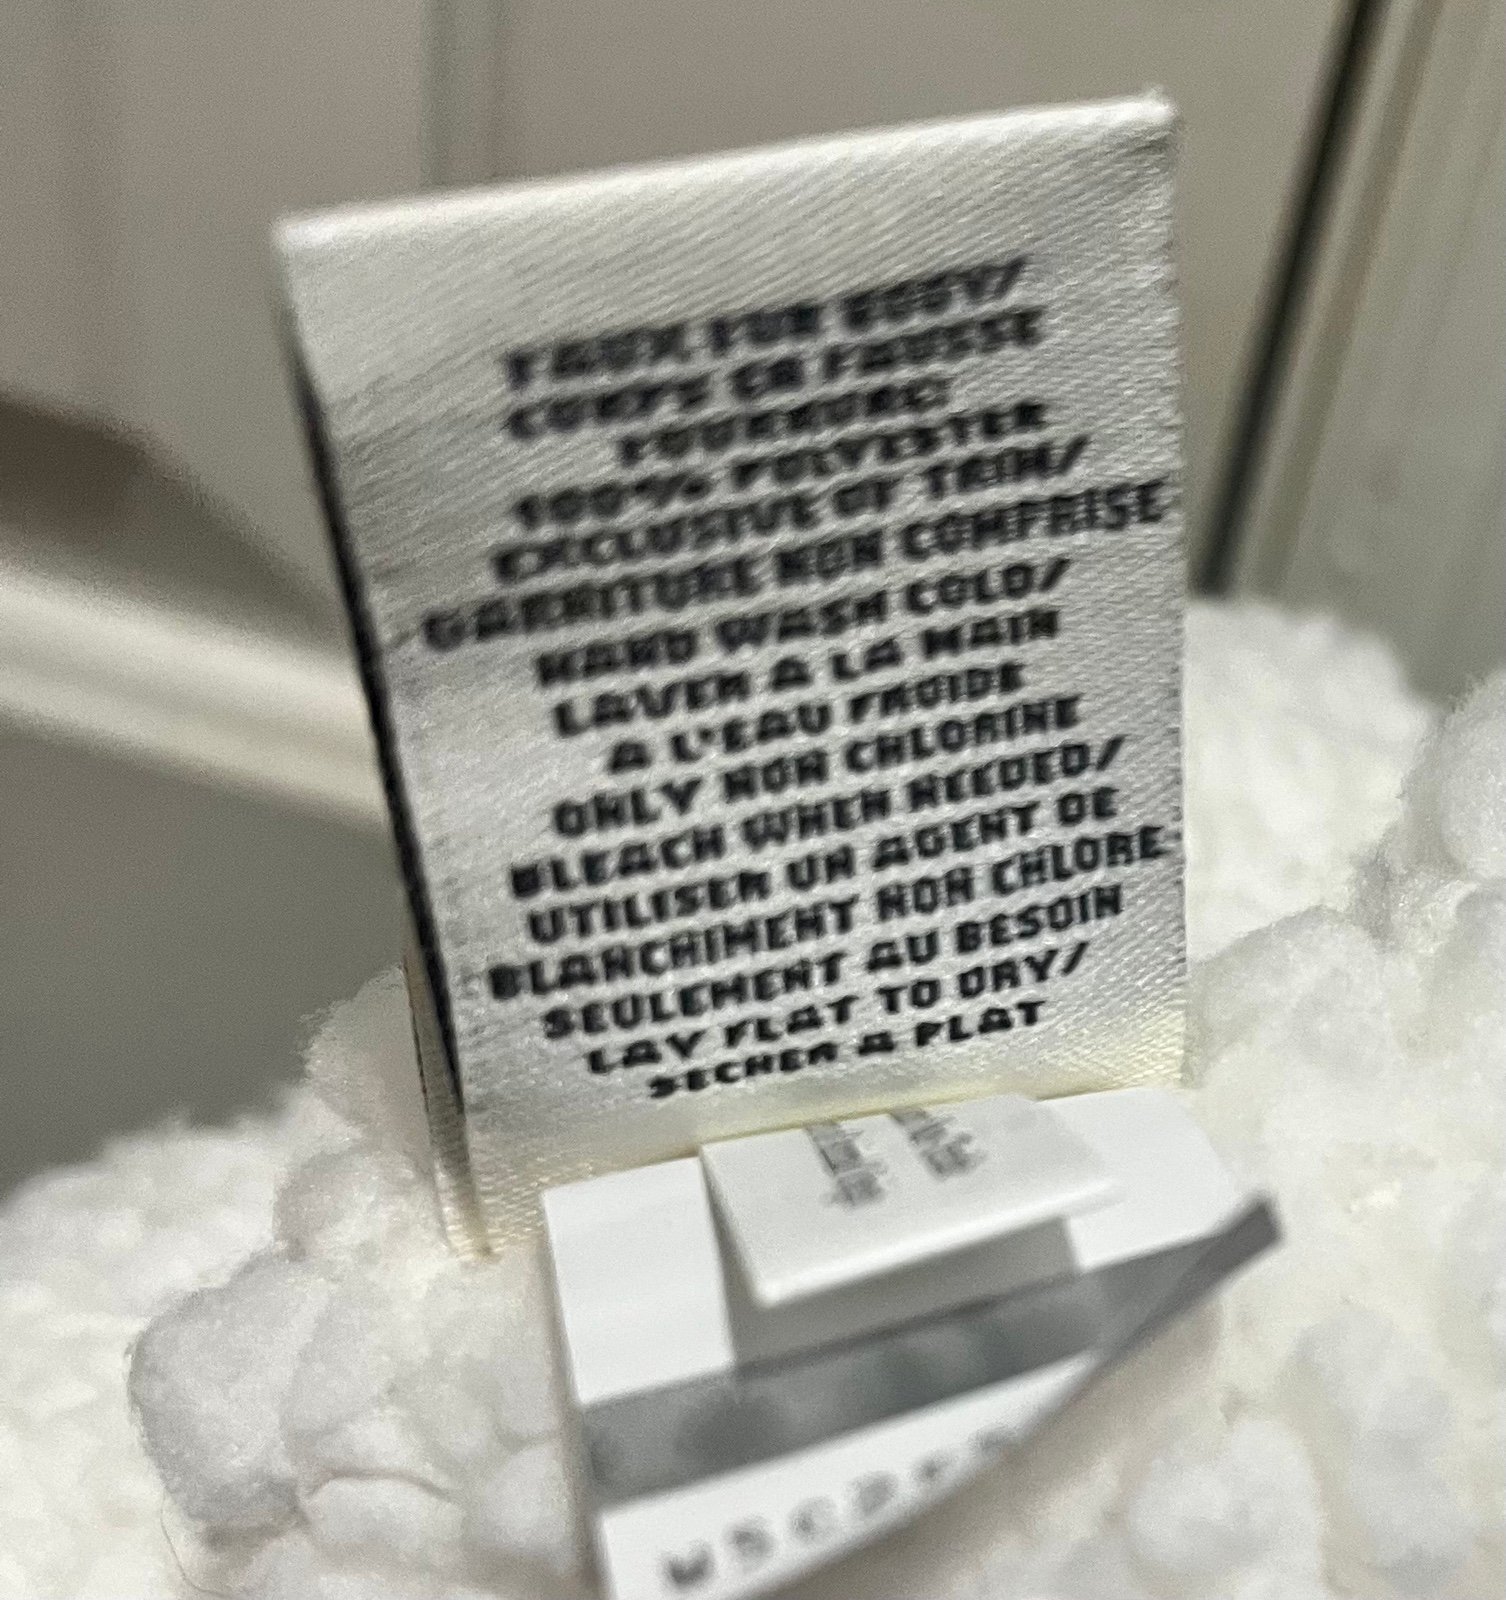 FAUX FUR BODY/
CORPS EN FAUSSE
FOURRURE:
100% POLYESTER
EXCLUSIVE OF TRIM/
GARNITURE NON COMPRISE
HAND WASH COLD/
LAVER A LA MAIN
A L'EAU FROIDE
ONLY NON CHLORINE
BLEACH WHEN NEEDED/
UTILISER UN AGENT DE
BLANCHIMENT NON CHLORE
SEULEMENT AU BESOIN
LAY FLAT TO DRY/
SECHER A PLAT